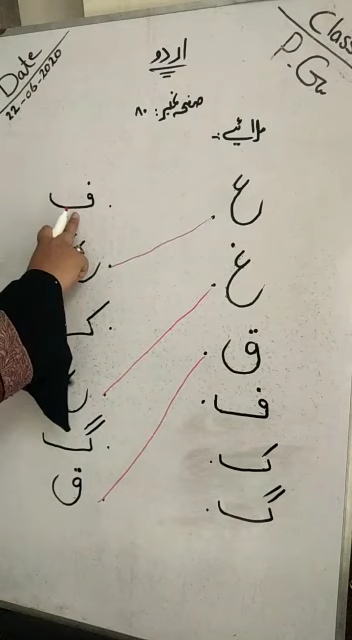 Class
P.G
Date
22-06-2020
اردو
صفحہ نمبر: ۸۰
ملائیے:
ع
غ
ق
ف
ک
گ
ف
ک
گ
ق